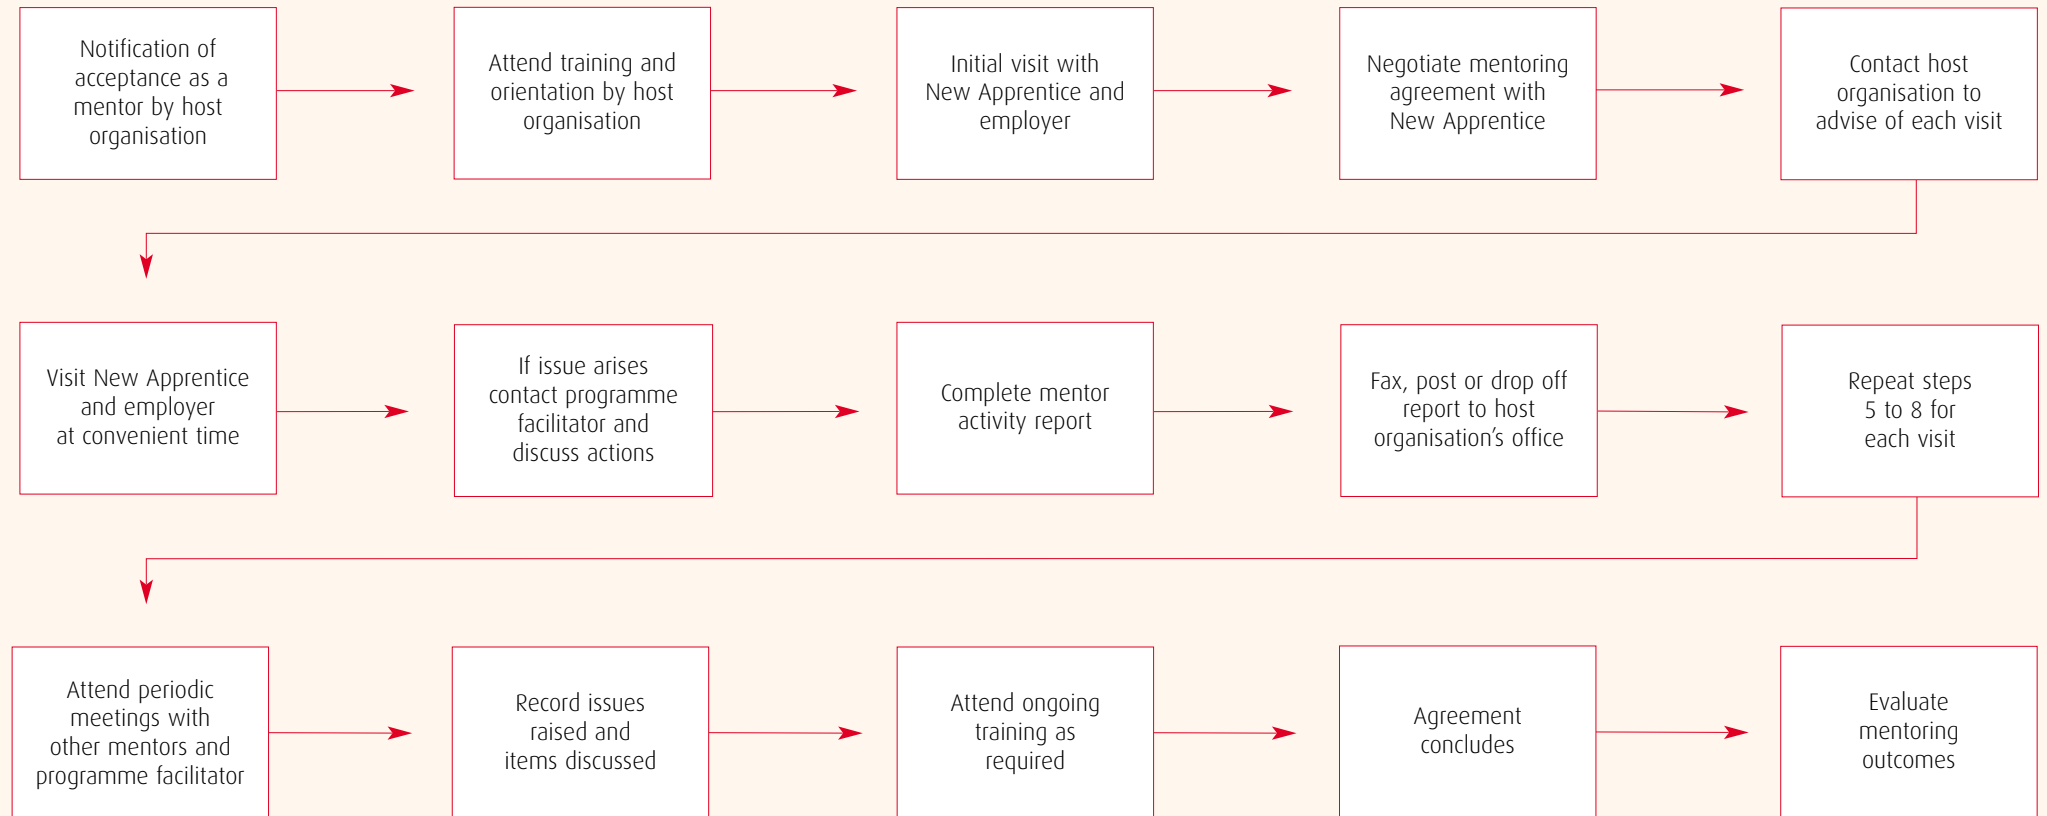 Notification of
acceptance as a
mentor by host
organisation
Attend training and
orientation by host
organisation
Initial visit with
New Apprentice and
employer
Negotiate mentoring
agreement with
New Apprentice
Contact host
organisation to
advise of each visit
Visit New Apprentice
and employer
at convenient time
If issue arises
contact programme
facilitator and
discuss actions
Complete mentor
activity report
Fax, post or drop off
report to host
organisation's office
Repeat steps
5 to 8 for
each visit
Attend periodic
meetings with
other mentors and
programme facilitator
Record issues
raised and
items discussed
Attend ongoing
training as
required
Agreement
concludes
Evaluate
mentoring
outcomes